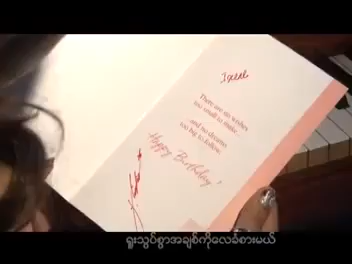 There are no wishes
too small to make...
and no dreams
too big to follow.
Happy Birthday!
ရူးသွပ်စွာအချစ်ကိုလေခံစားမယ်